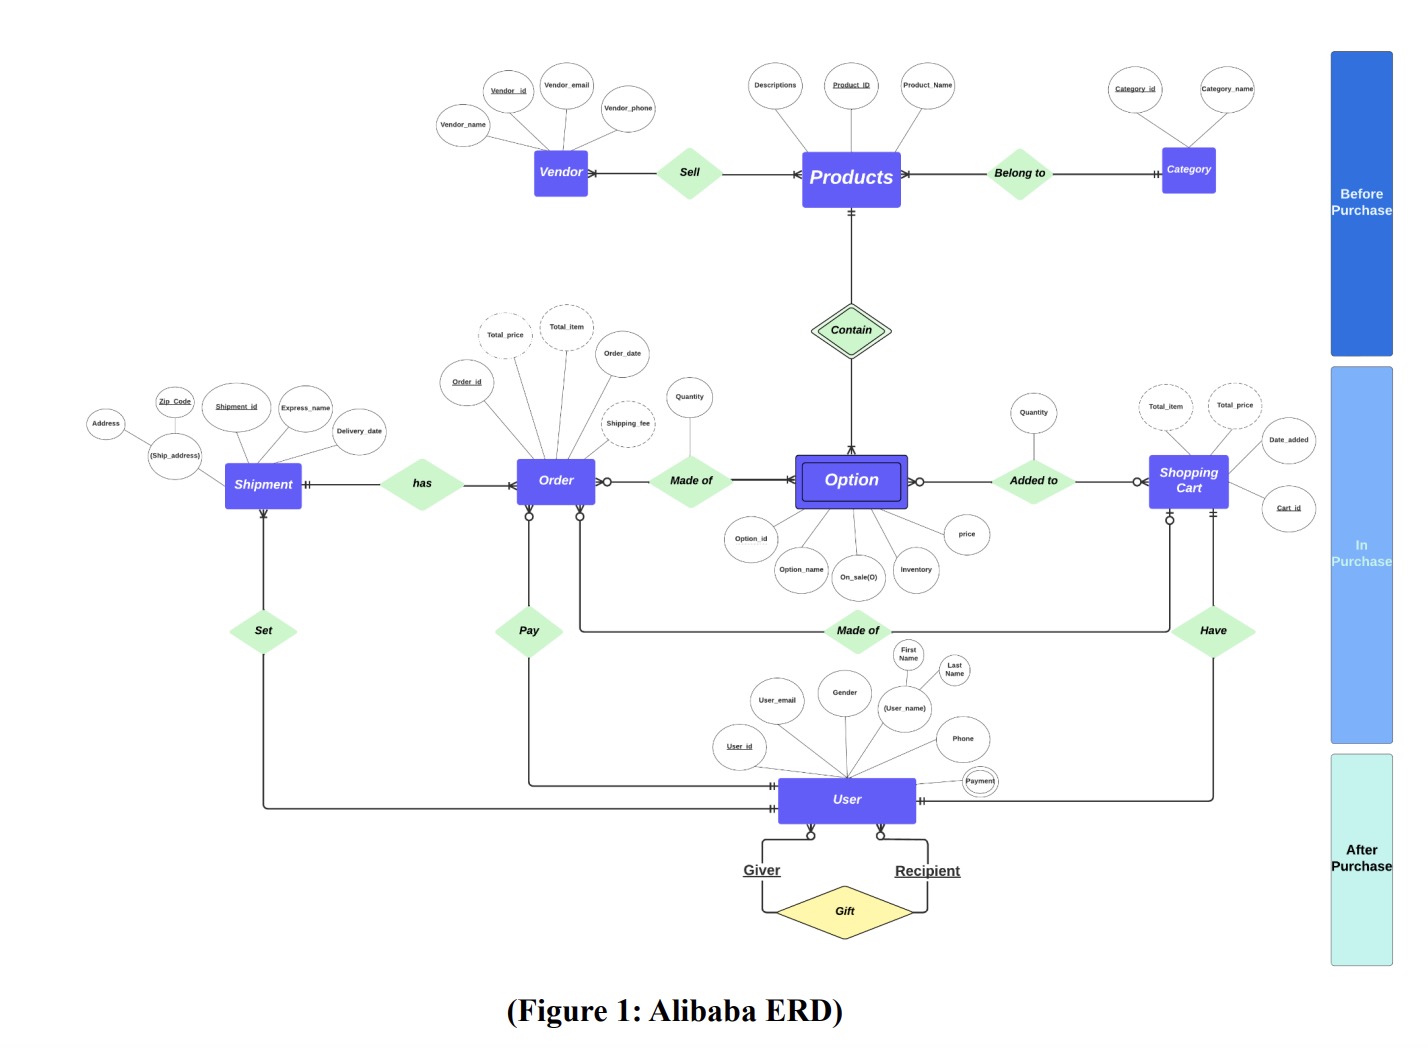 Descriptions
Product_ID
Product_Name
Category_id
Category_name
Vendor_id
Vendor_email
Vendor_name
Vendor_phone
Vendor
Sell
Products
Belong to
Category
Before
Purchase
Contain
Total_price
Total_item
Order_date
Order_id
Shipping_fee
Quantity
Address
Zip_Code
Shipment_id
Express_name
Delivery_date
(Ship_address)
Quantity
Total_item
Total_price
Date_added
Cart_id
Shipment
has
Order
Made of
Option
Added to
Shopping
Cart
Option_id
Option_name
On_sale(O)
Inventory
price
In
Purchase
Set
Pay
Made of
Have
First
Name
Last
Name
User_email
Gender
(User_name)
User_id
Phone
Payment
User
Giver
Recipient
Gift
After
Purchase
(Figure 1: Alibaba ERD)